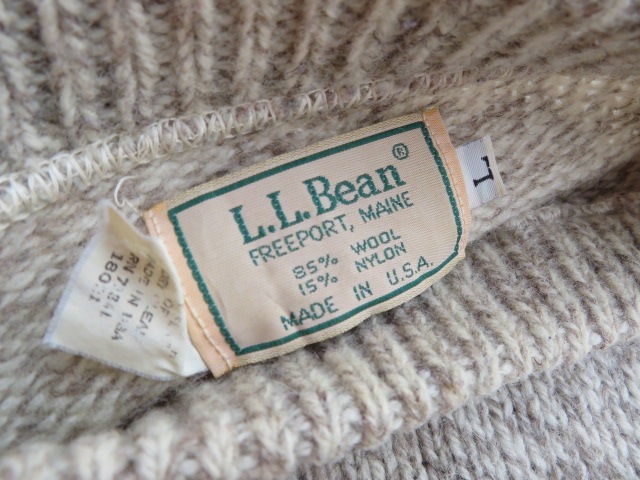 L.L.Bean®
FREEPORT, MAINE
85% WOOL
15% NYLON
MADE IN U.S.A.
L